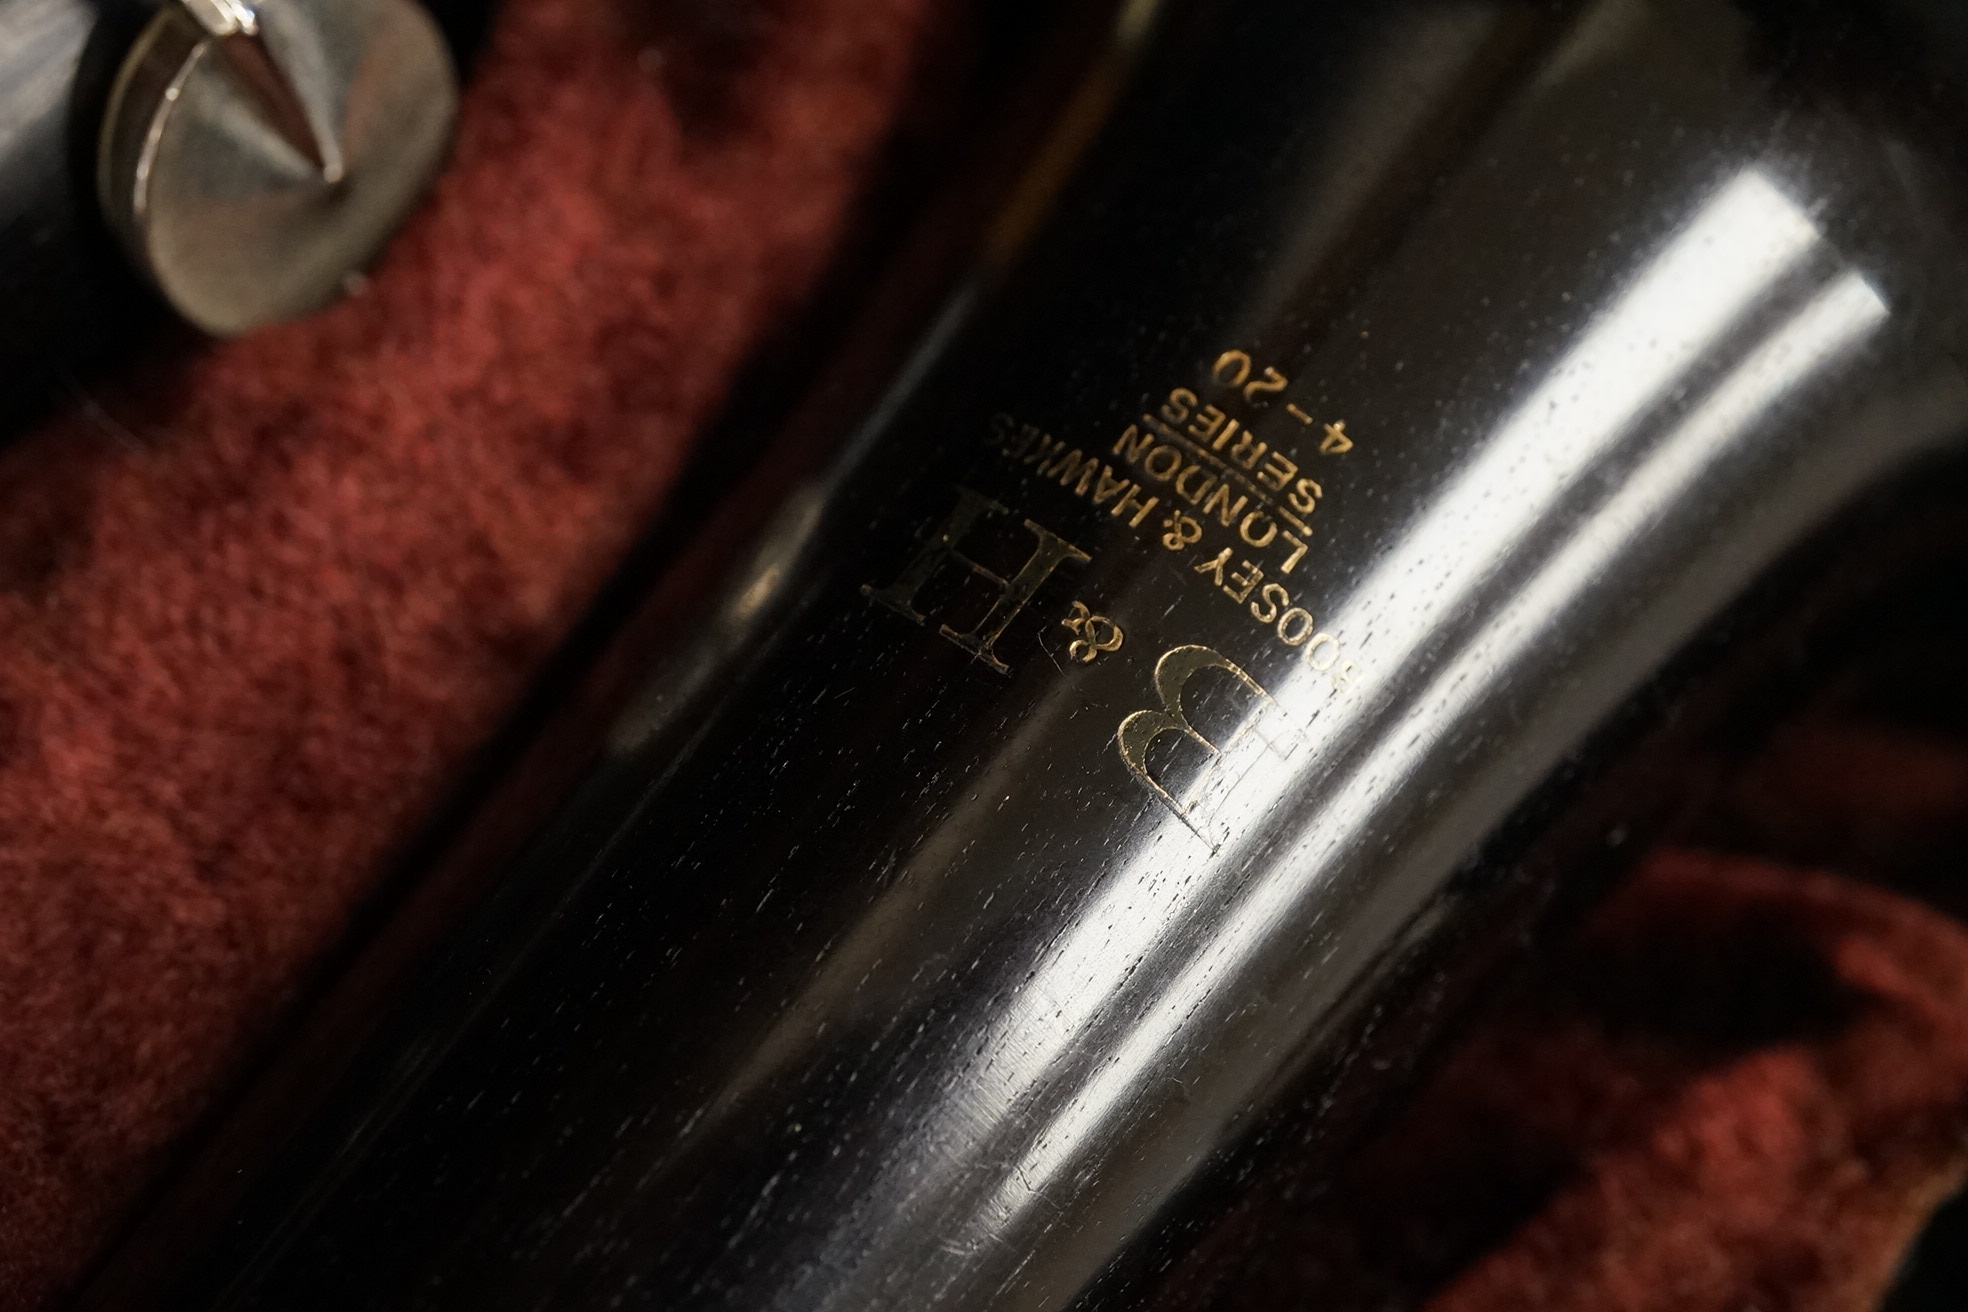 B & H
BOOSEY & HAWKES
LONDON
SERIES
4-20